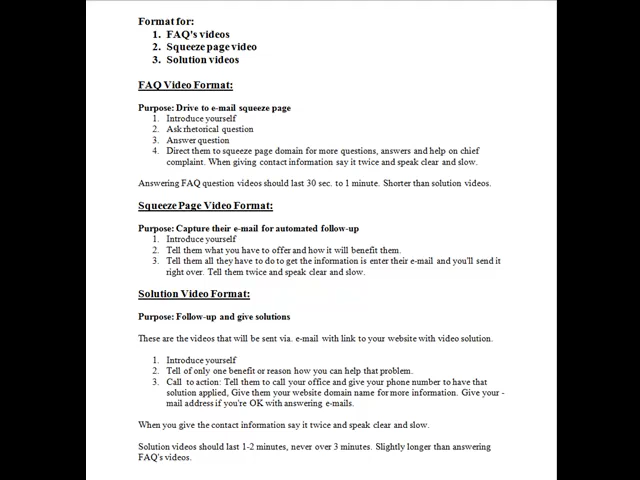 Format for:
1. FAQ's videos
2. Squeeze page video
3. Solution videos
FAQ Video Format:
Purpose: Drive to e-mail squeeze page
1. Introduce yourself
2. Ask rhetorical question
3. Answer question
4. Direct them to squeeze page domain for more questions, answers and help on chief
complaint. When giving contact information say it twice and speak clear and slow.
Answering FAQ question videos should last 30 sec. to 1 minute. Shorter than solution videos.
Squeeze Page Video Format:
Purpose: Capture their e-mail for automated follow-up
1. Introduce yourself
2. Tell them what you have to offer and how it will benefit them.
3. Tell them all they have to do to get the information is enter their e-mail and you'll send it
right over. Tell them twice and speak clear and slow.
Solution Video Format:
Purpose: Follow-up and give solutions
These are the videos that will be sent via. e-mail with link to your website with video solution.
1. Introduce yourself
2. Tell of only one benefit or reason how you can help that problem.
3. Call to action: Tell them to call your office and give your phone number to have that
solution applied, Give them your website domain name for more information. Give your -
mail address if you're OK with answering e-mails.
When you give the contact information say it twice and speak clear and slow.
Solution videos should last 1-2 minutes, never over 3 minutes. Slightly longer than answering
FAQ's videos.